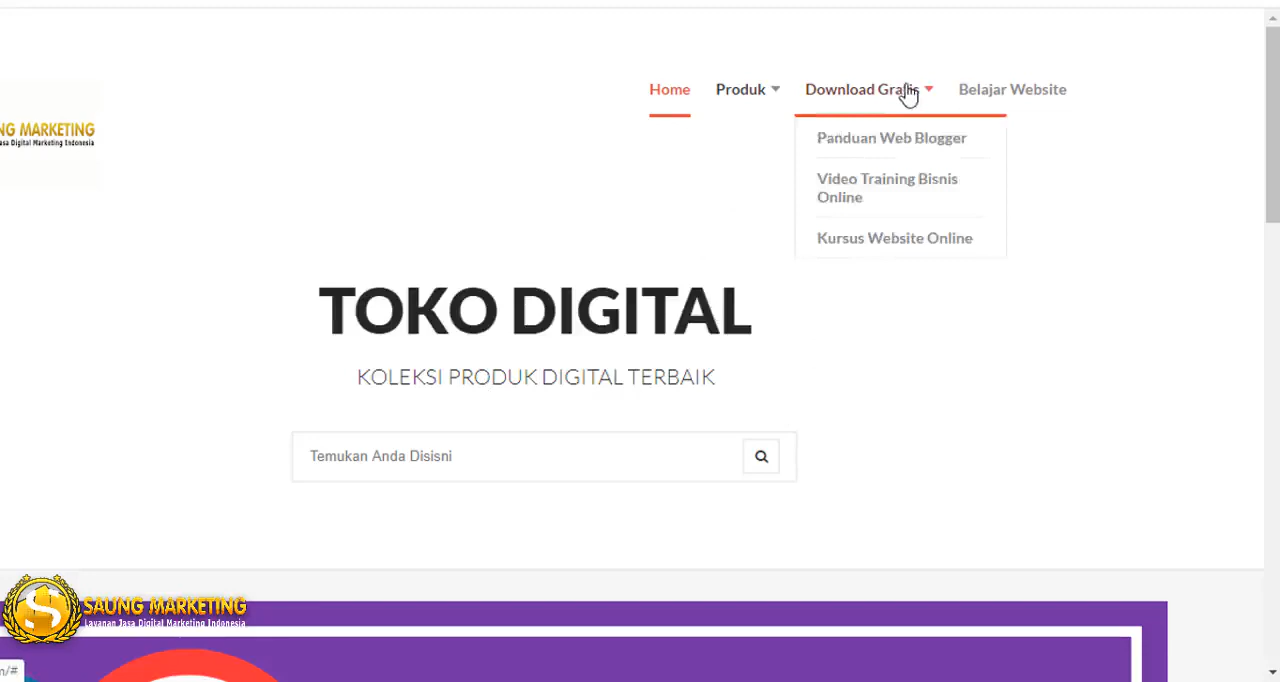 Home Produk Download Gratis Belajar Website
NG MARKETING
asa Digital Marketing Indonesia
Panduan Web Blogger
Video Training Bisnis
Online
Kursus Website Online
TOKO DIGITAL
KOLEKSI PRODUK DIGITAL TERBAIK
Temukan Anda Disisni
SAUNG MARKETING
Layanan Jasa Digital Marketing Indonesia
m/#